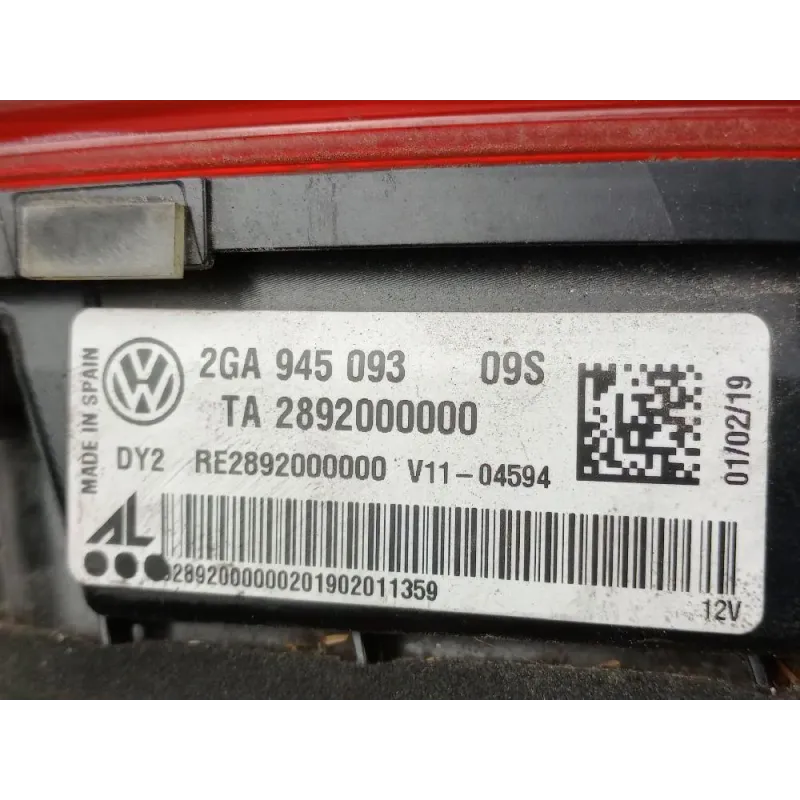 MADE IN SPAIN
VW
2GA 945 093 09S
TA 2892000000
DY2 RE2892000000 V11-04594
01/02/19
AL
2892000000201902011359
12V